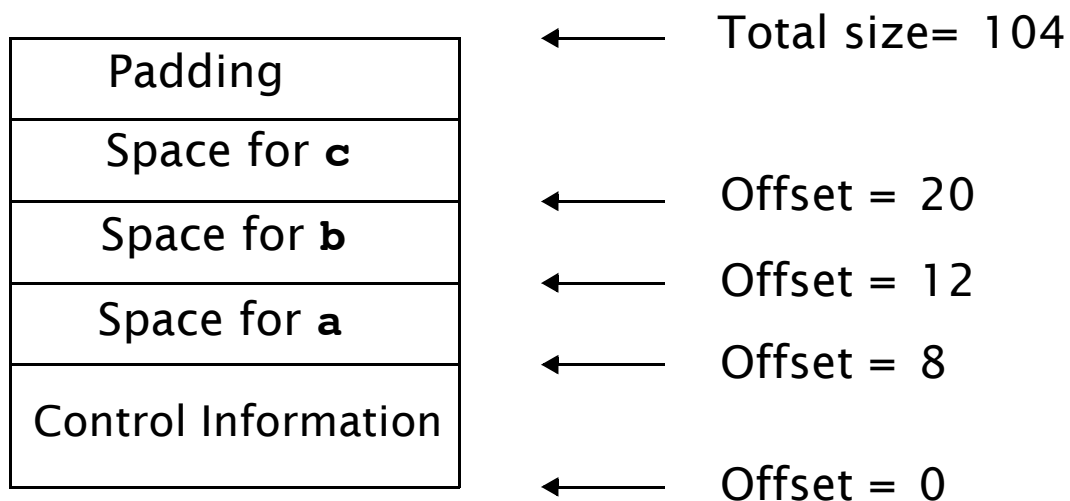 Total size= 104
Padding
Space for c
Offset = 20
Space for b
Offset = 12
Space for a
Offset = 8
Control Information
Offset = 0